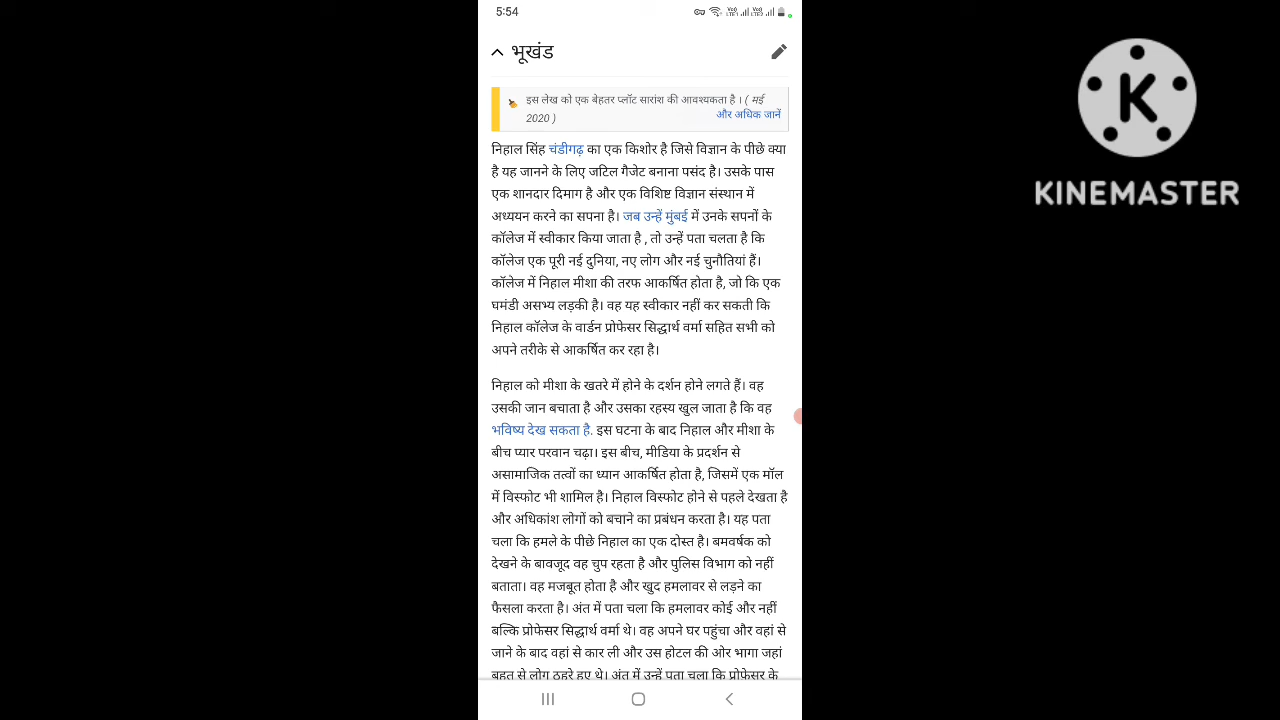 5:54
भूखंड
इस लेख को एक बेहतर प्लॉट सारांश की आवश्यकता है । ( मई
2020 )
और अधिक जानें
निहाल सिंह चंडीगढ़ का एक किशोर है जिसे विज्ञान के पीछे क्या
है यह जानने के लिए जटिल गैजेट बनाना पसंद है। उसके पास
एक शानदार दिमाग है और एक विशिष्ट विज्ञान संस्थान में
अध्ययन करने का सपना है। जब उन्हें मुंबई में उनके सपनों के
कॉलेज में स्वीकार किया जाता है , तो उन्हें पता चलता है कि
कॉलेज एक पूरी नई दुनिया, नए लोग और नई चुनौतियां हैं।
कॉलेज में निहाल मीशा की तरफ आकर्षित होता है, जो कि एक
घमंडी असभ्य लड़की है। वह यह स्वीकार नहीं कर सकती कि
निहाल कॉलेज के वार्डन प्रोफेसर सिद्धार्थ वर्मा सहित सभी को
अपने तरीके से आकर्षित कर रहा है।
निहाल को मीशा के खतरे में होने के दर्शन होने लगते हैं। वह
उसकी जान बचाता है और उसका रहस्य खुल जाता है कि वह
भविष्य देख सकता है. इस घटना के बाद निहाल और मीशा के
बीच प्यार परवान चढ़ा। इस बीच, मीडिया के प्रदर्शन से
असामाजिक तत्वों का ध्यान आकर्षित होता है, जिसमें एक मॉल
में विस्फोट भी शामिल है। निहाल विस्फोट होने से पहले देखता है
और अधिकांश लोगों को बचाने का प्रबंधन करता है। यह पता
चला कि हमले के पीछे निहाल का एक दोस्त है। बमवर्षक को
देखने के बावजूद वह चुप रहता है और पुलिस विभाग को नहीं
बताता। वह मजबूत होता है और खुद हमलावर से लड़ने का
फैसला करता है। अंत में पता चला कि हमलावर कोई और नहीं
बल्कि प्रोफेसर सिद्धार्थ वर्मा थे। वह अपने घर पहुंचा और वहां से
जाने के बाद वहां से कार ली और उस होटल की ओर भागा जहां
बहुत से लोग ठहरे हुए थे। अंत में उन्हें पता चला कि प्रोफेसर के
K
KINEMASTER